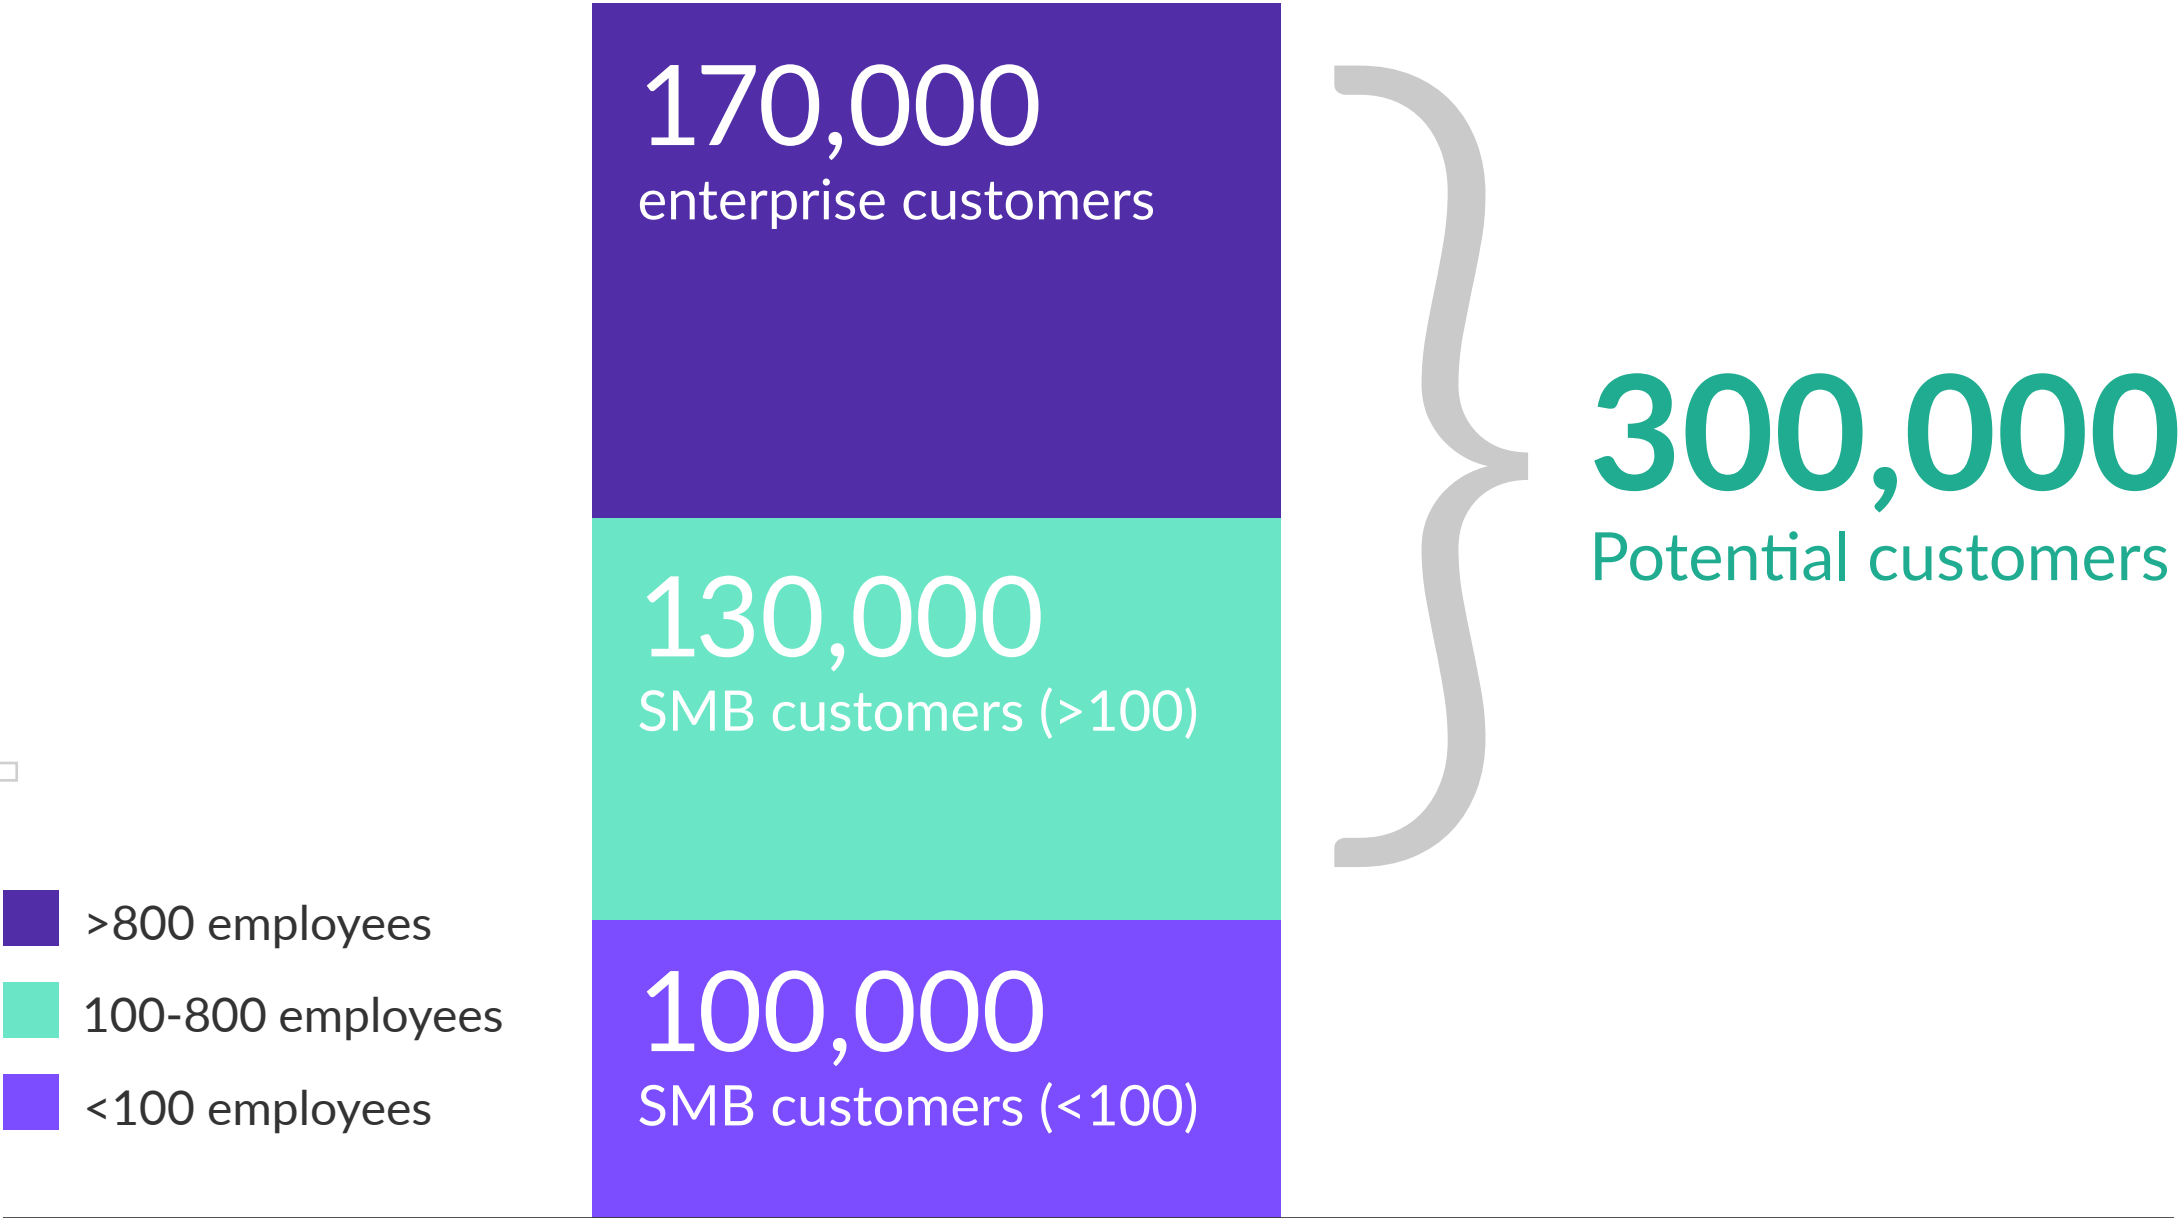 170,000
enterprise customers
130,000
SMB customers (>100)
100,000
SMB customers (<100)
300,000
Potential customers
>800 employees
100-800 employees
<100 employees